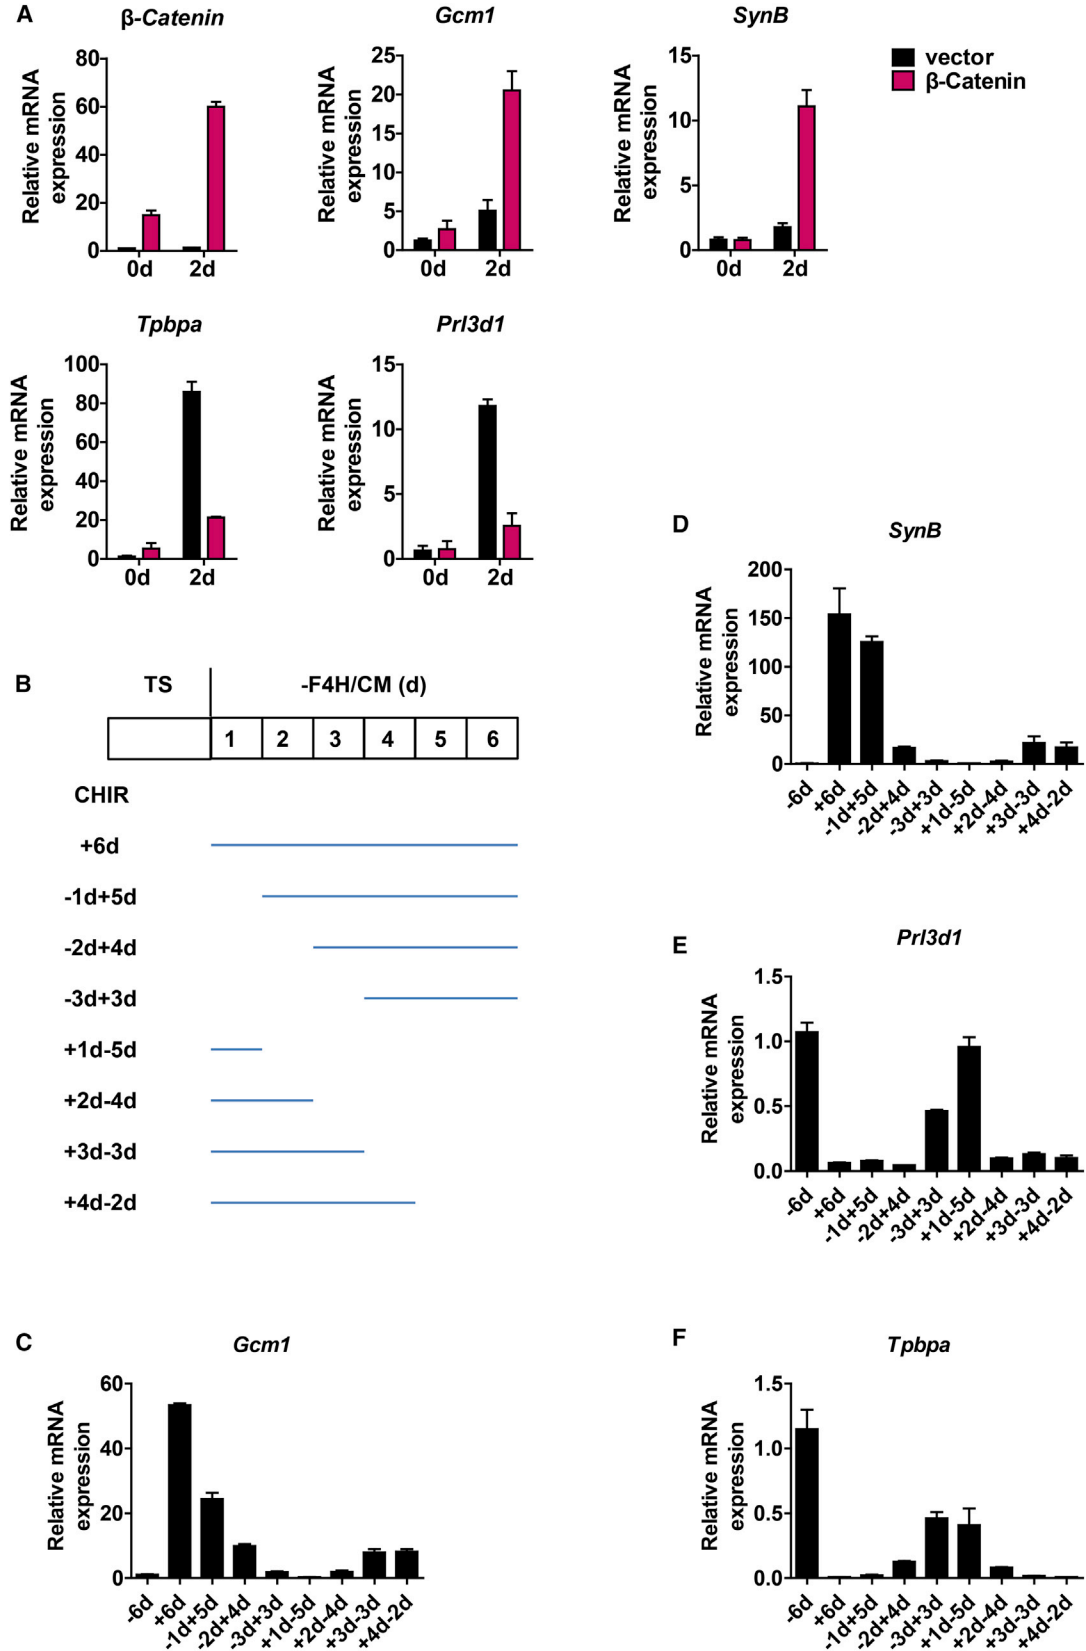 A
β-Catenin
Gcm1
SynB
vector
β-Catenin
Relative mRNA
expression
80
60
40
20
0
0d
2d
Relative mRNA
expression
25
20
15
10
5
0
0d
2d
Relative mRNA
expression
15
10
5
0
0d
2d
Tpbpa
Prl3d1
Relative mRNA
expression
100
80
60
40
20
0
0d
2d
Relative mRNA
expression
15
10
5
0
0d
2d
B
TS
-F4H/CM (d)
1 2 3 4 5 6
CHIR
+6d
-1d+5d
-2d+4d
-3d+3d
+1d-5d
+2d-4d
+3d-3d
+4d-2d
C
Gcm1
Relative mRNA
expression
60
40
20
0
-6d
+6d
-1d+5d
-2d+4d
-3d+3d
+1d-5d
+2d-4d
+3d-3d
+4d-2d
D
SynB
Relative mRNA
expression
200
150
100
50
0
-6d
+6d
-1d+5d
-2d+4d
-3d+3d
+1d-5d
+2d-4d
+3d-3d
+4d-2d
E
Prl3d1
Relative mRNA
expression
1.5
1.0
0.5
0.0
-6d
+6d
-1d+5d
-2d+4d
-3d+3d
+1d-5d
+2d-4d
+3d-3d
+4d-2d
F
Tpbpa
Relative mRNA
expression
1.5
1.0
0.5
0.0
-6d
+6d
-1d+5d
-2d+4d
-3d+3d
+1d-5d
+2d-4d
+3d-3d
+4d-2d